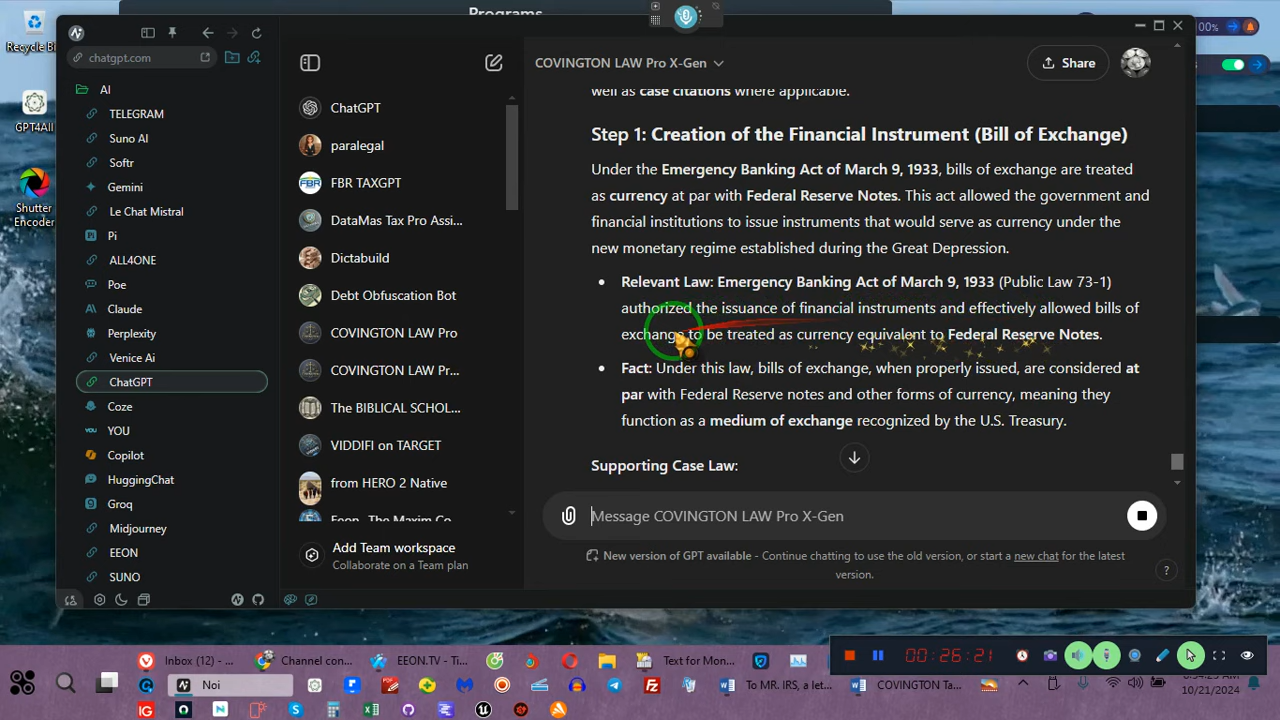 Programs
Recycle Bi
GPT4All
Shutter
Encoder
chatgpt.com
AI
TELEGRAM
Suno AI
Softr
Gemini
Le Chat Mistral
Pi
ALL4ONE
Poe
Claude
Perplexity
Venice Ai
ChatGPT
Coze
YOU
Copilot
HuggingChat
Groq
Midjourney
EEON
SUNO
ChatGPT
paralegal
FBR TAXGPT
DataMas Tax Pro Assi...
Dictabuild
Debt Obfuscation Bot
COVINGTON LAW Pro
COVINGTON LAW Pr...
The BIBLICAL SCHOL...
VIDDIFI on TARGET
from HERO 2 Native
Eeon - The Maxim Co
Add Team workspace
Collaborate on a Team plan
COVINGTON LAW Pro X-Gen
Share
100%
well as case citations where applicable.
Step 1: Creation of the Financial Instrument (Bill of Exchange)
Under the Emergency Banking Act of March 9, 1933, bills of exchange are treated
as currency at par with Federal Reserve Notes. This act allowed the government and
financial institutions to issue instruments that would serve as currency under the
new monetary regime established during the Great Depression.
• Relevant Law: Emergency Banking Act of March 9, 1933 (Public Law 73-1)
authorized the issuance of financial instruments and effectively allowed bills of
exchange to be treated as currency equivalent to Federal Reserve Notes.
• Fact: Under this law, bills of exchange, when properly issued, are considered at
par with Federal Reserve notes and other forms of currency, meaning they
function as a medium of exchange recognized by the U.S. Treasury.
Supporting Case Law:
Message COVINGTON LAW Pro X-Gen
New version of GPT available - Continue chatting to use the old version, or start a new chat for the latest
version.
?
00:26:21
Inbox (12) - ...
Channel con...
EEON.TV - Ti...
Text for Mon...
Noi
To MR. IRS, a let...
COVINGTON Ta...
10/21/2024